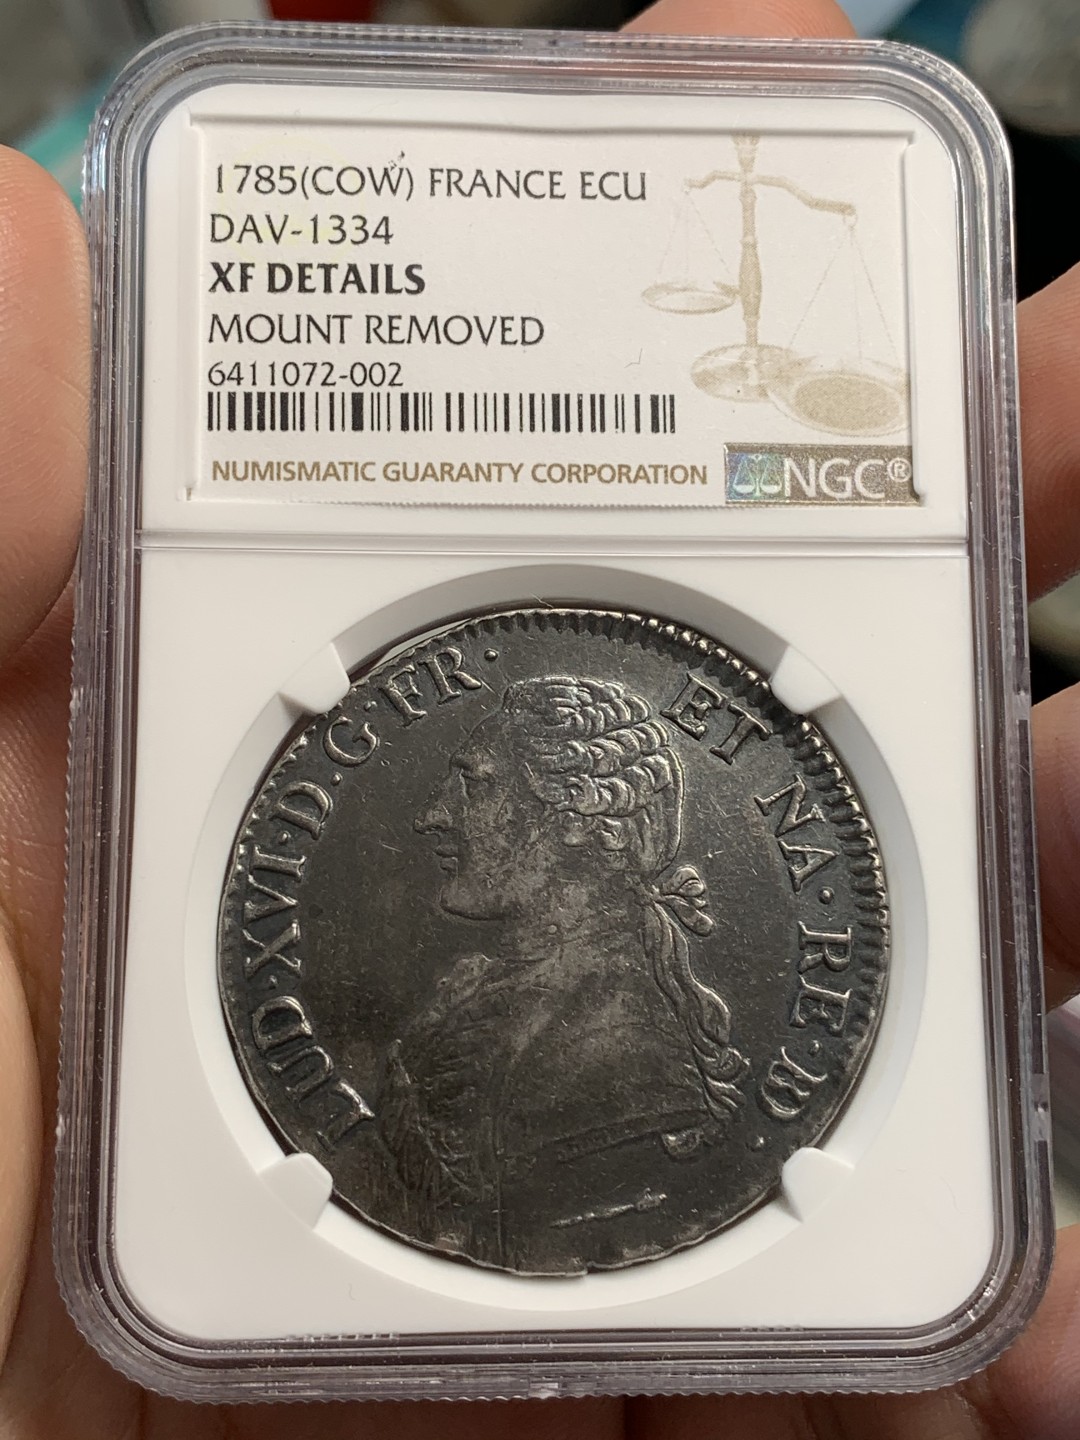 1785(COW) FRANCE ECU
DAV-1334
XF DETAILS
MOUNT REMOVED
6411072-002
NUMISMATIC GUARANTY CORPORATION
NGC®
LUD·XVI·D·G·FR· ET NA·RE·BD·